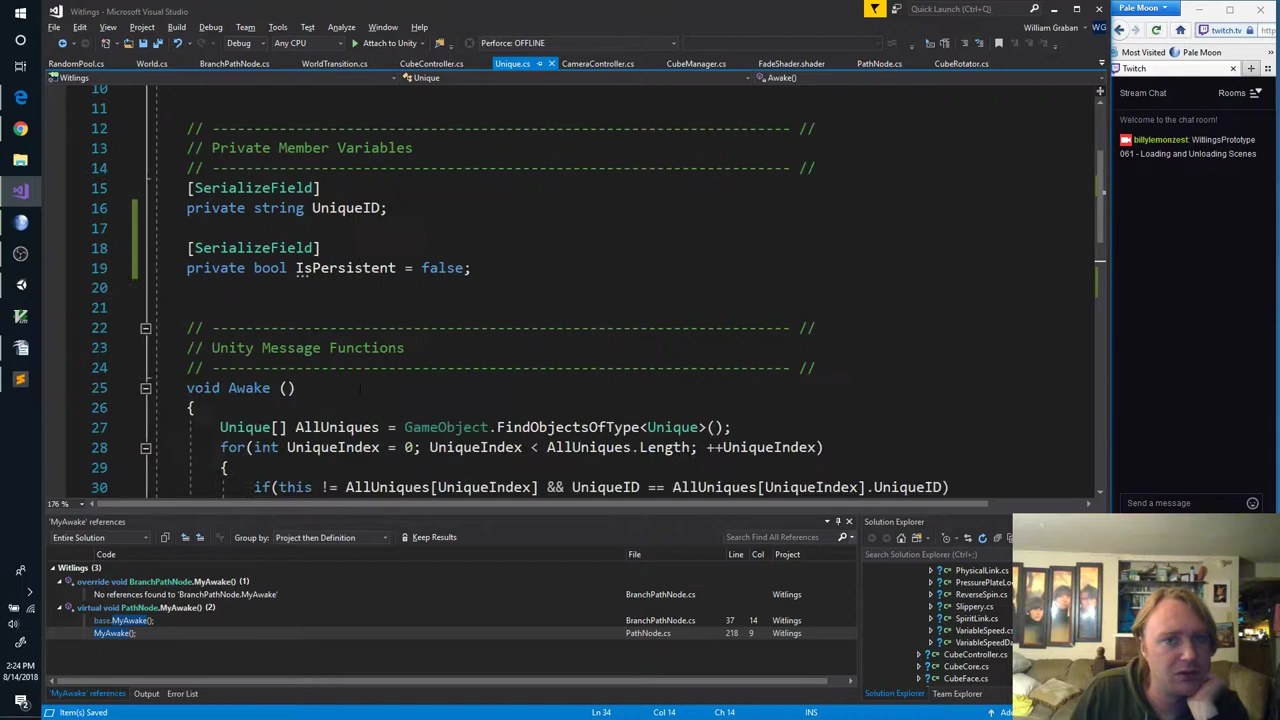 Witlings - Microsoft Visual Studio
Quick Launch (Ctrl+Q)
Pale Moon
File Edit View Project Build Debug Team Tools Test Analyze Window Help
William Graban WG
twitch.tv
Debug Any CPU Attach to Unity Perforce: OFFLINE
Most Visited Pale Moon
RandomPool.cs World.cs BranchPathNode.cs WorldTransition.cs CubeController.cs Unique.cs CameraController.cs CubeManager.cs FadeShader.shader PathNode.cs CubeRotator.cs
Twitch
Witlings Unique Awake()
Stream Chat Rooms
Welcome to the chat room!
billylemonzest: WitlingsPrototype
061 - Loading and Unloading Scenes
10
11
12 // --------------------------------------------------------------------- //
13 // Private Member Variables
14 // --------------------------------------------------------------------- //
15 [SerializeField]
16 private string UniqueID;
17
18 [SerializeField]
19 private bool IsPersistent = false;
20
21
22 // --------------------------------------------------------------------- //
23 // Unity Message Functions
24 // --------------------------------------------------------------------- //
25 void Awake ()
26 {
27 Unique[] AllUniques = GameObject.FindObjectsOfType<Unique>();
28 for(int UniqueIndex = 0; UniqueIndex < AllUniques.Length; ++UniqueIndex)
29 {
30 if(this != AllUniques[UniqueIndex] && UniqueID == AllUniques[UniqueIndex].UniqueID)
176 %
Send a message
'MyAwake' references
Entire Solution Group by: Project then Definition Keep Results Search Find All References
Code File Line Col Project
Witlings (3)
override void BranchPathNode.MyAwake() (1)
No references found to 'BranchPathNode.MyAwake' BranchPathNode.cs Witlings
virtual void PathNode.MyAwake() (2)
base.MyAwake(); BranchPathNode.cs 37 14 Witlings
MyAwake(); PathNode.cs 218 9 Witlings
'MyAwake' references Output Error List
Solution Explorer
Search Solution Explorer (Ctrl+;)
PhysicalLink.cs
ReverseSpin.cs
Slippery.cs
SpiritLink.cs
CubeController.cs
CubeCore.cs
CubeFace.cs
Solution Explorer Team Explorer
2:24 PM
8/14/2018
2
Item(s) Saved Ln 34 Col 14 Ch 14 INS